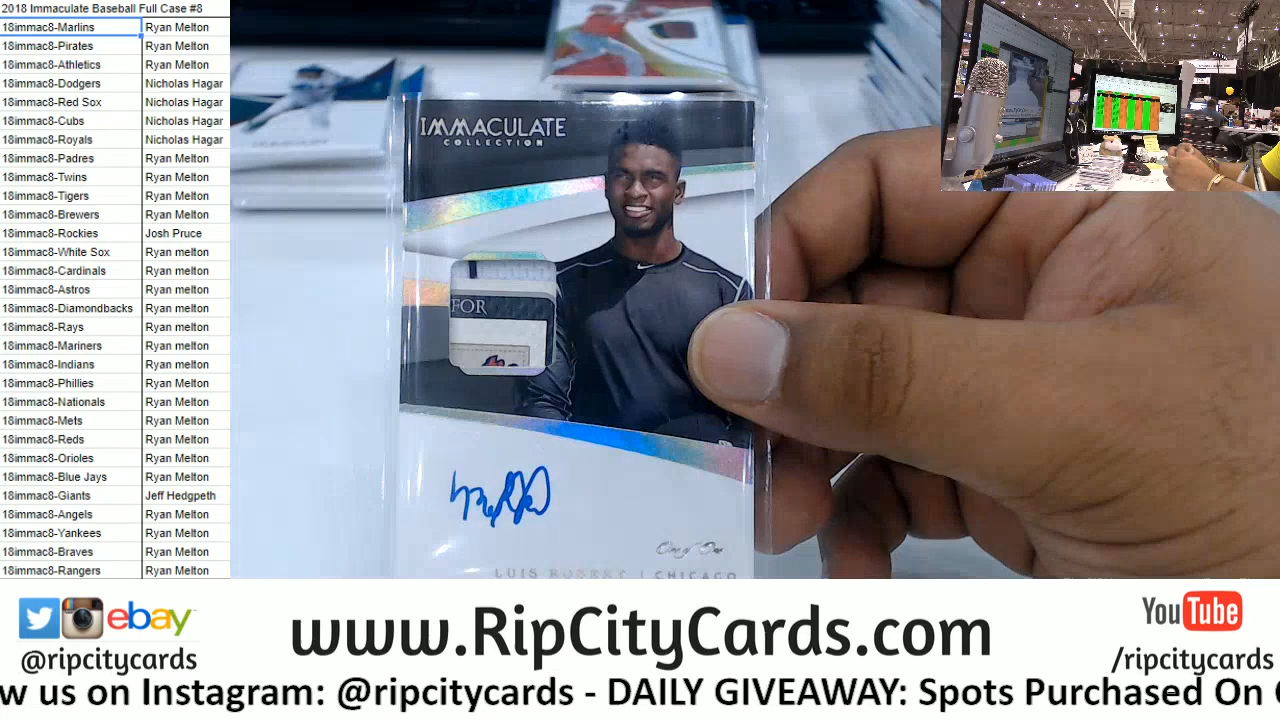 2018 Immaculate Baseball Full Case #8
18immac8-Marlins Ryan Melton
18immac8-Pirates Ryan Melton
18immac8-Athletics Ryan Melton
18immac8-Dodgers Nicholas Hagar
18immac8-Red Sox Nicholas Hagar
18immac8-Cubs Nicholas Hagar
18immac8-Royals Nicholas Hagar
18immac8-Padres Ryan Melton
18immac8-Twins Ryan Melton
18immac8-Tigers Ryan Melton
18immac8-Brewers Ryan Melton
18immac8-Rockies Josh Pruce
18immac8-White Sox Ryan melton
18immac8-Cardinals Ryan melton
18immac8-Astros Ryan melton
18immac8-Diamondbacks Ryan melton
18immac8-Rays Ryan melton
18immac8-Mariners Ryan melton
18immac8-Indians Ryan Melton
18immac8-Phillies Ryan Melton
18immac8-Nationals Ryan Melton
18immac8-Mets Ryan Melton
18immac8-Reds Ryan Melton
18immac8-Orioles Ryan Melton
18immac8-Blue Jays Ryan Melton
18immac8-Giants Jeff Hedgpeth
18immac8-Angels Ryan Melton
18immac8-Yankees Ryan Melton
18immac8-Braves Ryan Melton
18immac8-Rangers Ryan Melton
IMMACULATE
COLLECTION
FOR
One of One
LUIS ROBERT | CHICAGO
ebay
@ripcitycards
www.RipCityCards.com
YouTube
/ripcitycards
w us on Instagram: @ripcitycards - DAILY GIVEAWAY: Spots Purchased On